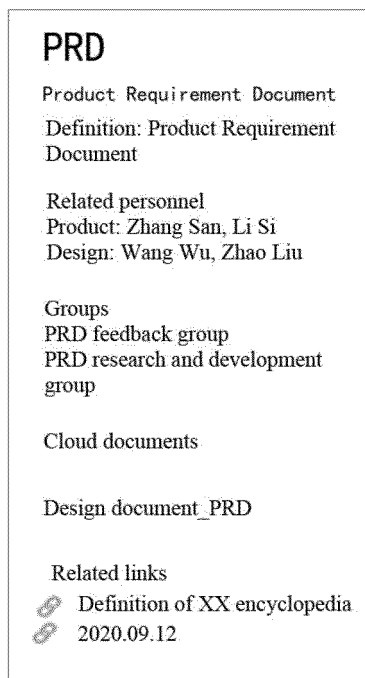 PRD
Product Requirement Document
Definition: Product Requirement
Document
Related personnel
Product: Zhang San, Li Si
Design: Wang Wu, Zhao Liu
Groups
PRD feedback group
PRD research and development
group
Cloud documents
Design document_PRD
Related links
Definition of XX encyclopedia
2020.09.12